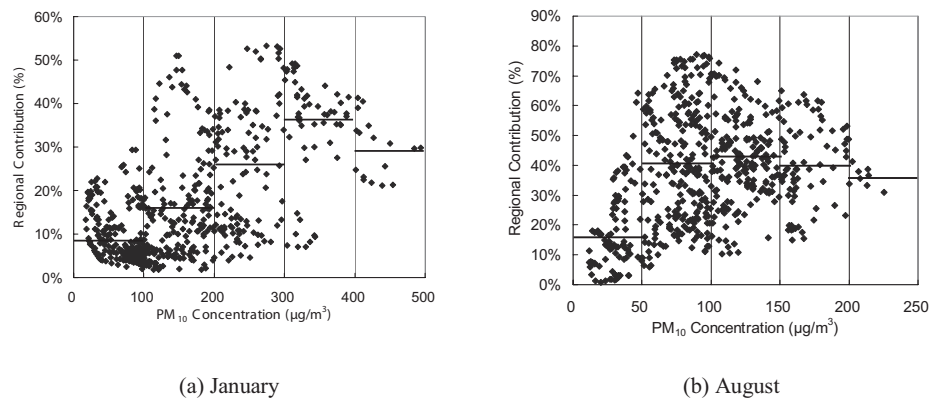 60%
50%
40%
30%
20%
10%
0%
Regional Contribution (%)
0 100 200 300 400 500
PM10 Concentration (µg/m3)
(a) January
90%
80%
70%
60%
50%
40%
30%
20%
10%
0%
Regional Contribution (%)
0 50 100 150 200 250
PM10 Concentration (µg/m3)
(b) August